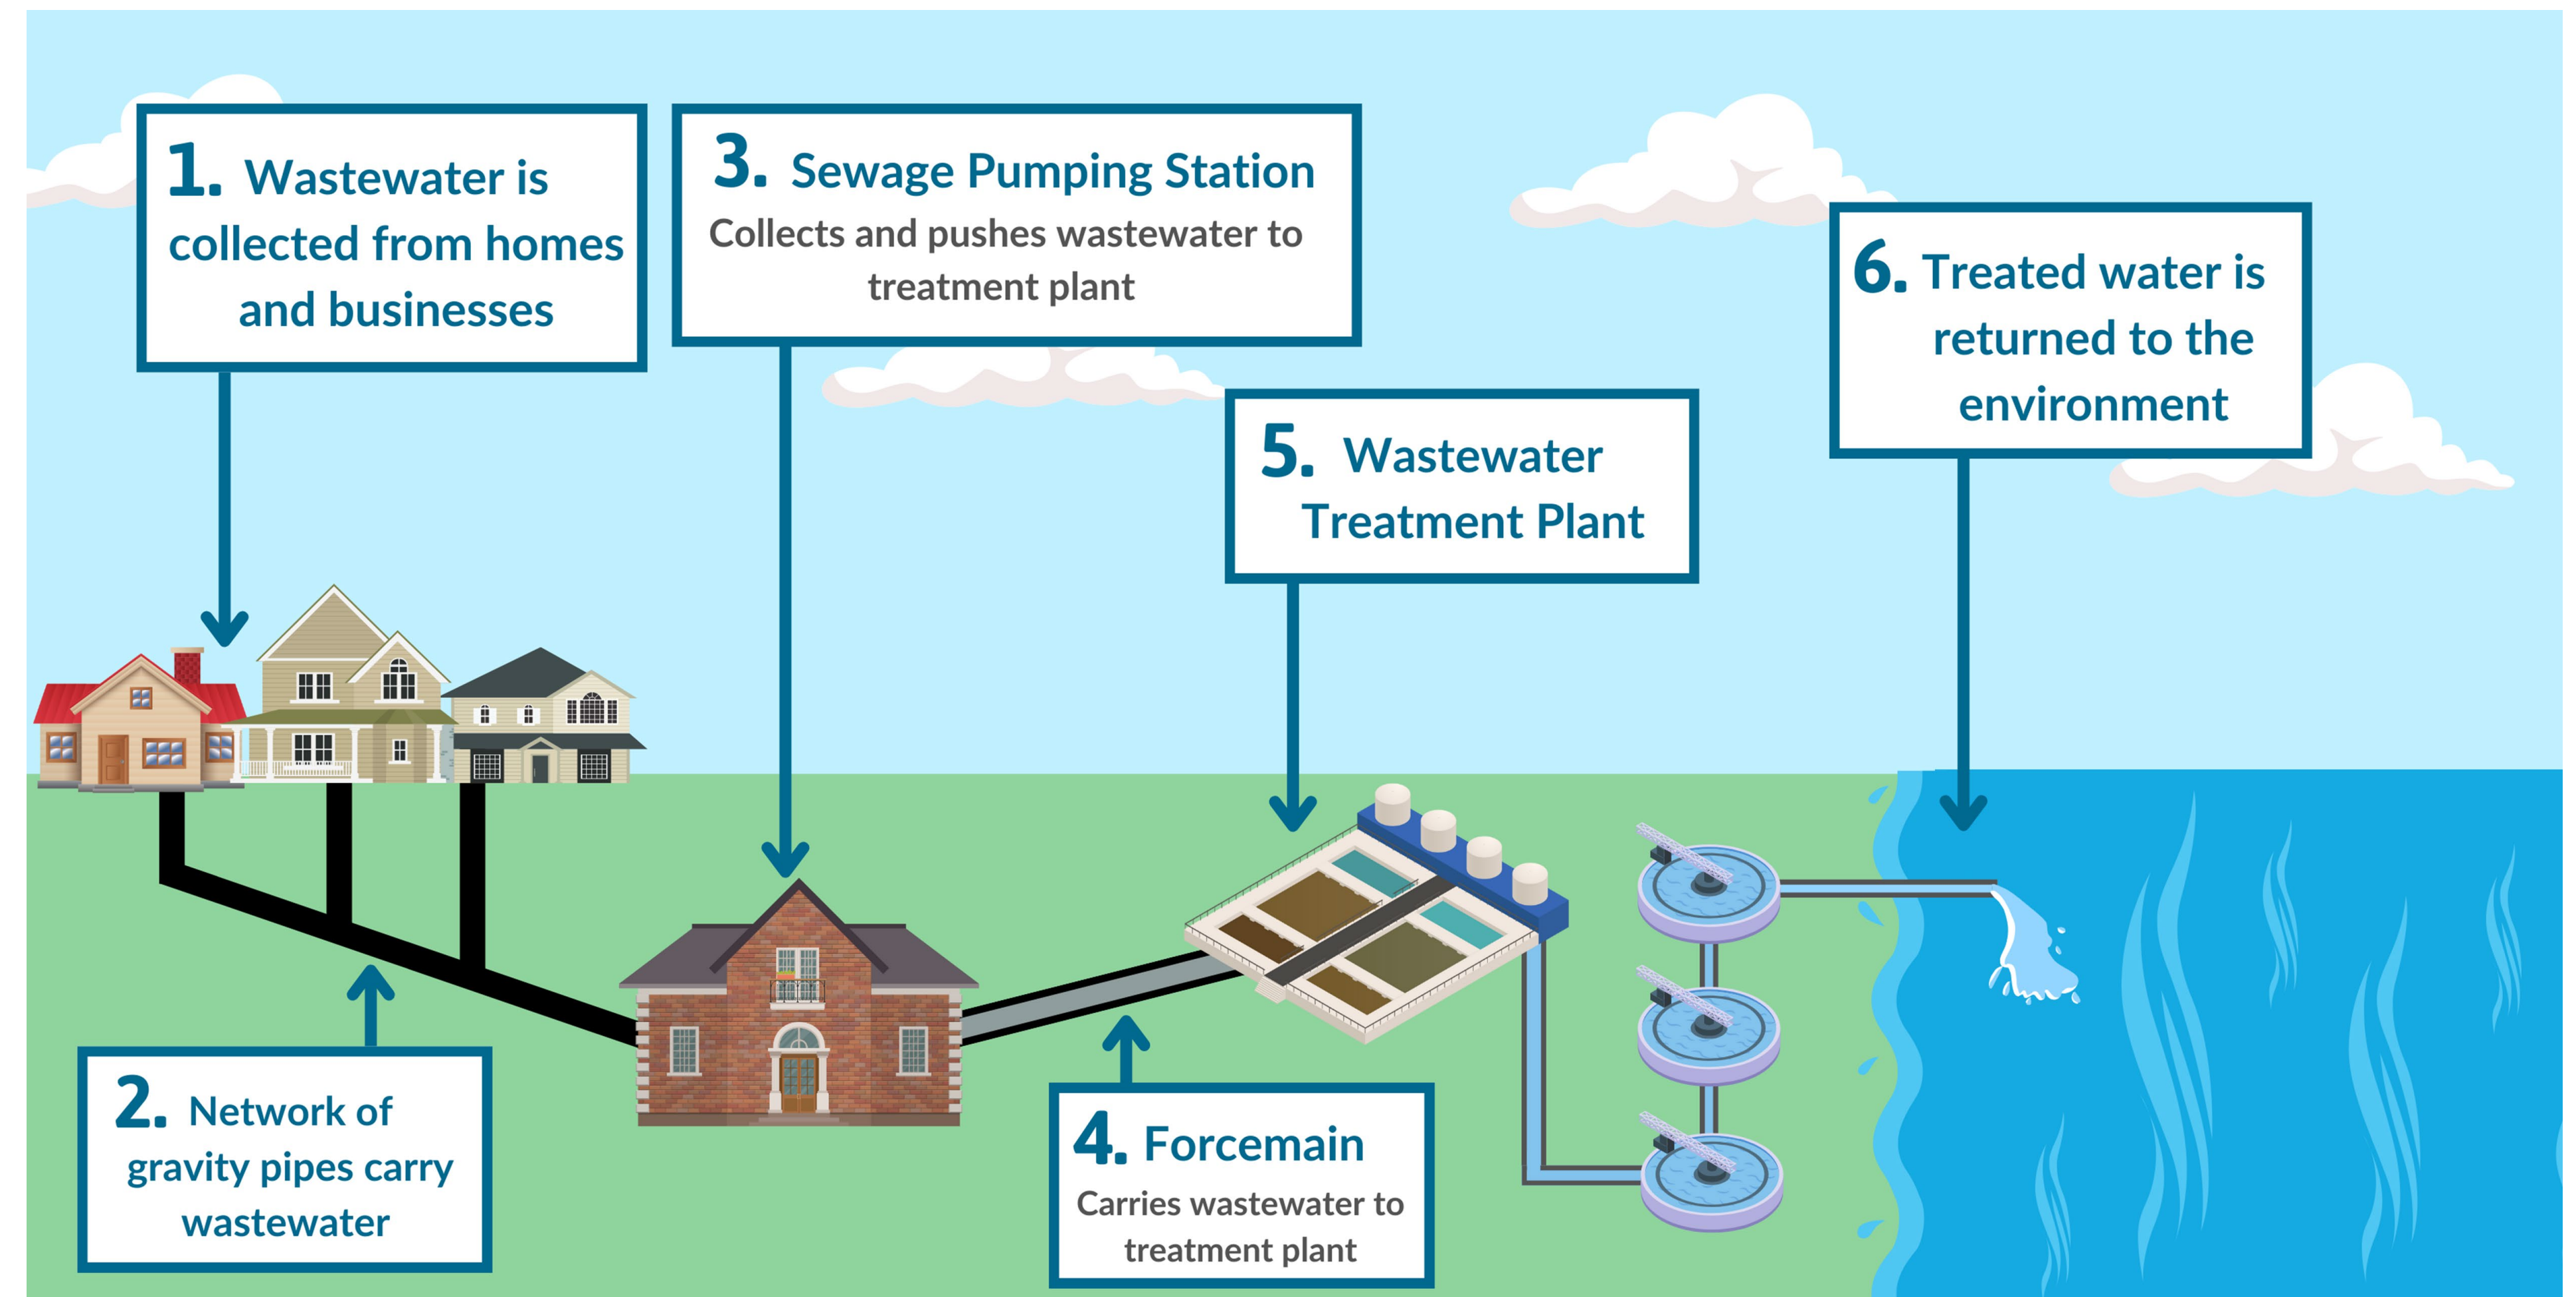 1. Wastewater is
collected from homes
and businesses
2. Network of
gravity pipes carry
wastewater
3. Sewage Pumping Station
Collects and pushes wastewater to
treatment plant
4. Forcemain
Carries wastewater to
treatment plant
5. Wastewater
Treatment Plant
6. Treated water is
returned to the
environment